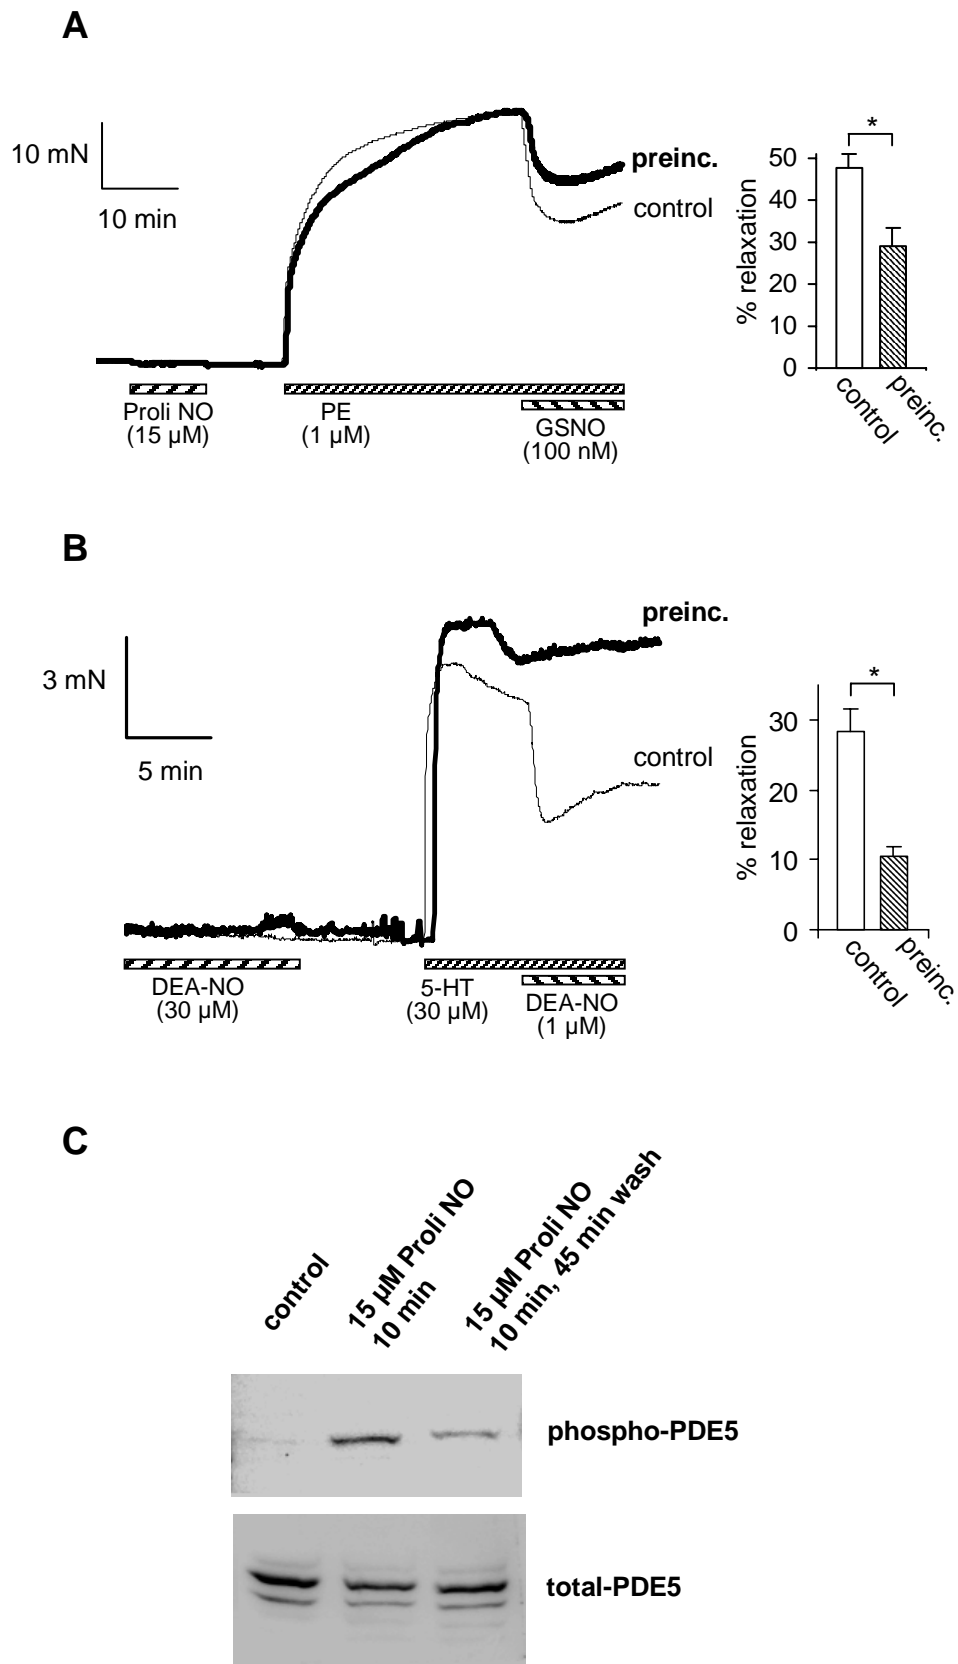 A
10 mN
10 min
preinc.
control
Proli NO
(15 µM)
PE
(1 µM)
GSNO
(100 nM)
*
% relaxation
50
40
30
20
10
0
control
preinc.
B
3 mN
5 min
preinc.
control
DEA-NO
(30 µM)
5-HT
(30 µM)
DEA-NO
(1 µM)
*
% relaxation
30
20
10
0
control
preinc.
C
control
15 µM Proli NO
10 min
15 µM Proli NO
10 min, 45 min wash
phospho-PDE5
total-PDE5